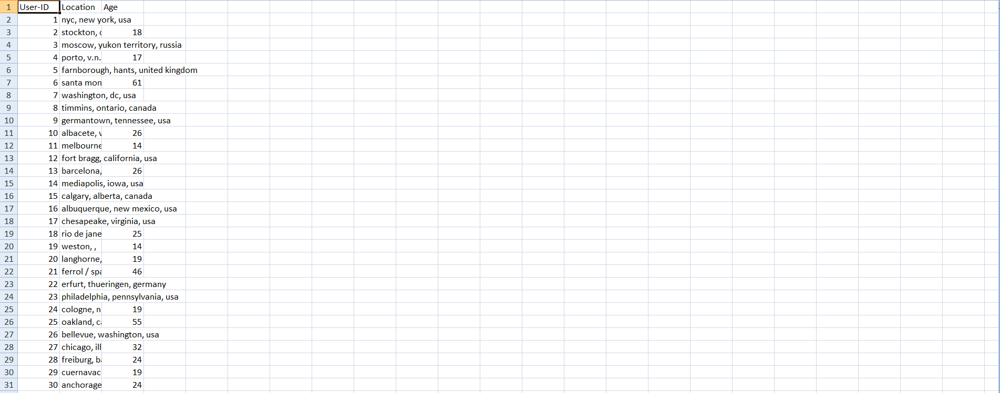 1 User-ID Location Age
2 1 nyc, new york, usa
3 2 stockton, 18
4 3 moscow, yukon territory, russia
5 4 porto, v.n. 17
6 5 farnborough, hants, united kingdom
7 6 santa mon 61
8 7 washington, dc, usa
9 8 timmins, ontario, canada
10 9 germantown, tennessee, usa
11 10 albacete, 26
12 11 melbourne 14
13 12 fort bragg, california, usa
14 13 barcelona, 26
15 14 mediapolis, iowa, usa
16 15 calgary, alberta, canada
17 16 albuquerque, new mexico, usa
18 17 chesapeake, virginia, usa
19 18 rio de jane 25
20 19 weston, , 14
21 20 langhorne, 19
22 21 ferrol / spa 46
23 22 erfurt, thueringen, germany
24 23 philadelphia, pennsylvania, usa
25 24 cologne, n 19
26 25 oakland, ca 55
27 26 bellevue, washington, usa
28 27 chicago, ill 32
29 28 freiburg, ba 24
30 29 cuernavac 19
31 30 anchorage 24